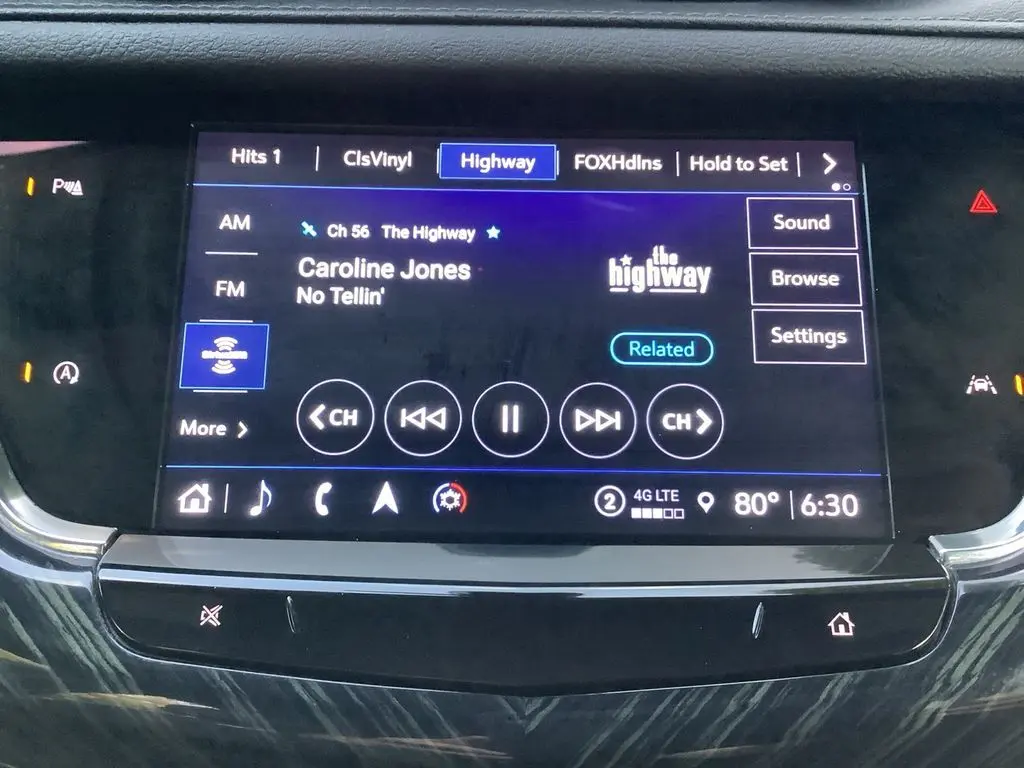 Hits 1 | ClsVinyl Highway FOXHdlns | Hold to Set |
AM
Ch 56 The Highway
Sound
the
highway
Caroline Jones
Browse
FM
No Tellin'
SiriusXM
Related
Settings
More
CH
CH
2 4G LTE 80° | 6:30
P
A